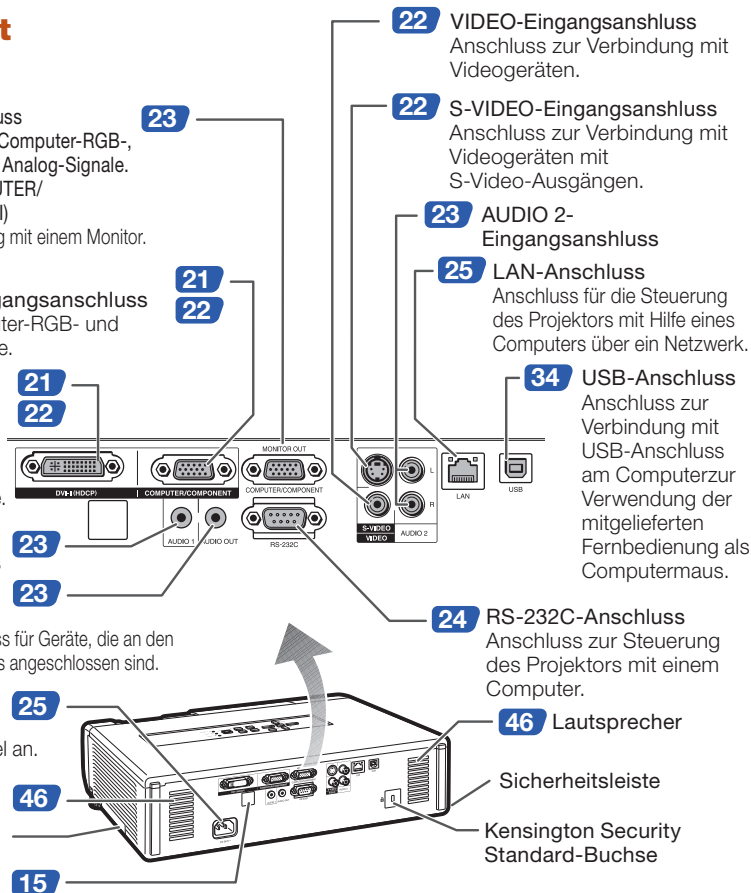 t
22 VIDEO-Eingangsanshluss
Anschluss zur Verbindung mit
Videogeräten.
22 S-VIDEO-Eingangsanshluss
Anschluss zur Verbindung mit
Videogeräten mit
S-Video-Ausgängen.
23 AUDIO 2-
Eingangsanshluss
25 LAN-Anschluss
Anschluss für die Steuerung
des Projektors mit Hilfe eines
Computers über ein Netzwerk.
34 USB-Anschluss
Anschluss zur
Verbindung mit
USB-Anschluss
am Computerzur
Verwendung der
mitgelieferten
Fernbedienung als
Computermaus.
24 RS-232C-Anschluss
Anschluss zur Steuerung
des Projektors mit einem
Computer.
46 Lautsprecher
Sicherheitsleiste
Kensington Security
Standard-Buchse
uss
23
Computer-RGB-,
Analog-Signale.
UTER/
I)
g mit einem Monitor.
gangsanschluss
ter-RGB- und
e.
21
22
21
22
e.
23
23
ss für Geräte, die an den
s angeschlossen sind.
25
el an.
46
15
MONITOR OUT
DVI-I (HDCP)
COMPUTER/COMPONENT
COMPUTER/COMPONENT
AUDIO 1
AUDIO OUT
RS-232C
S-VIDEO
VIDEO
L
R
AUDIO 2
LAN
USB